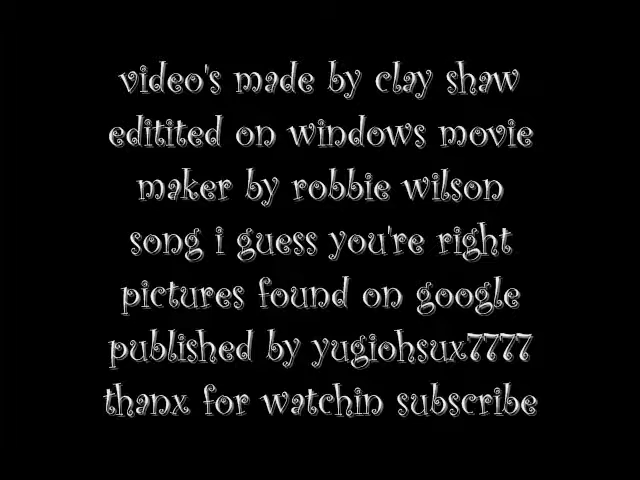 video's made by clay shaw
editited on windows movie
maker by robbie wilson
song i guess you're right
pictures found on google
published by yugiohsux7777
thanx for watchin subscribe